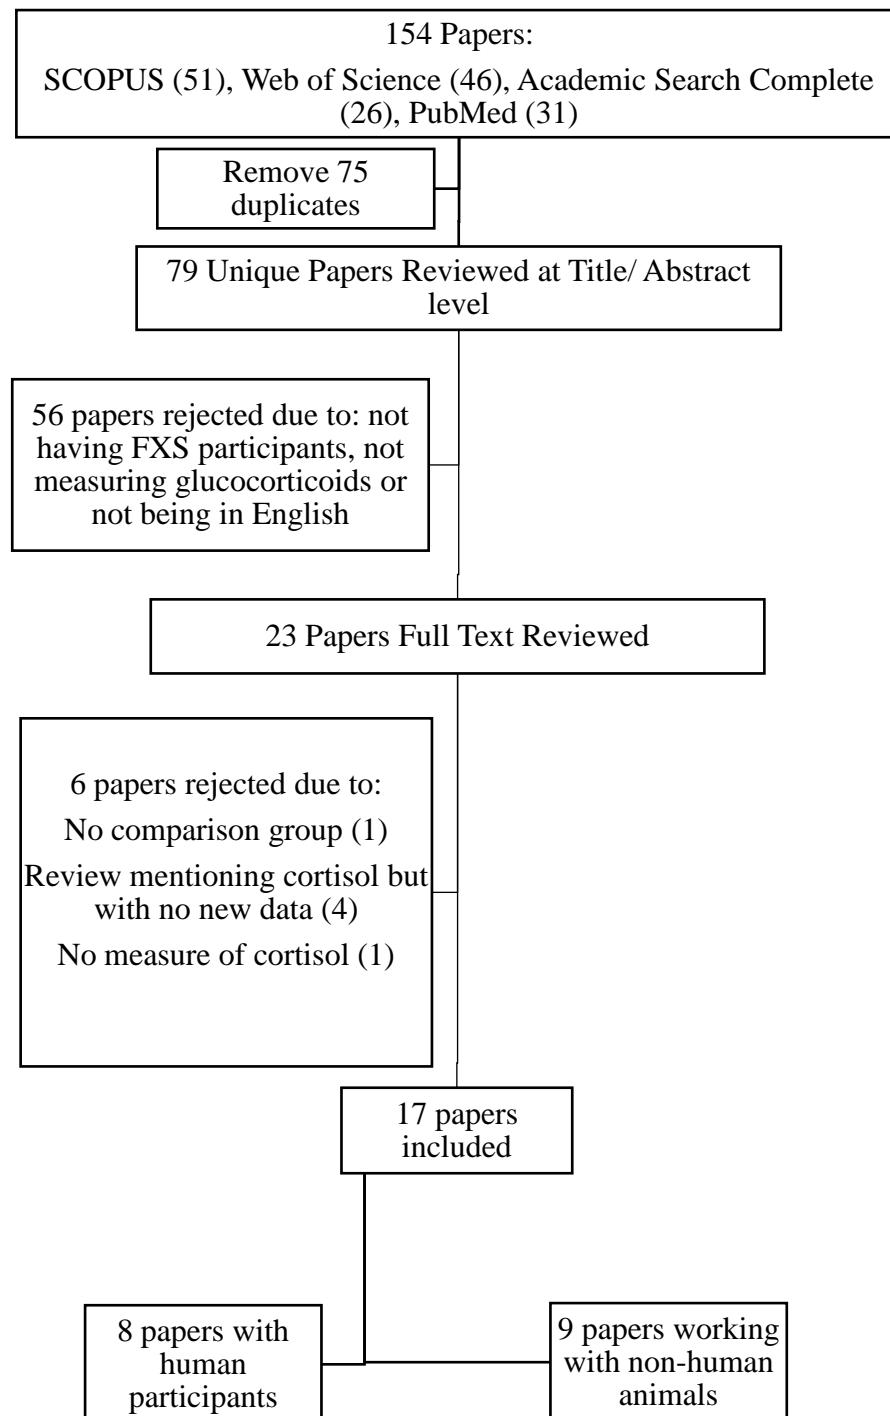 154 Papers:
SCOPUS (51), Web of Science (46), Academic Search Complete
(26), PubMed (31)
Remove 75
duplicates
79 Unique Papers Reviewed at Title/ Abstract
level
56 papers rejected due to: not
having FXS participants, not
measuring glucocorticoids or
not being in English
23 Papers Full Text Reviewed
6 papers rejected due to:
No comparison group (1)
Review mentioning cortisol but
with no new data (4)
No measure of cortisol (1)
17 papers
included
8 papers with
human
participants
9 papers working
with non-human
animals